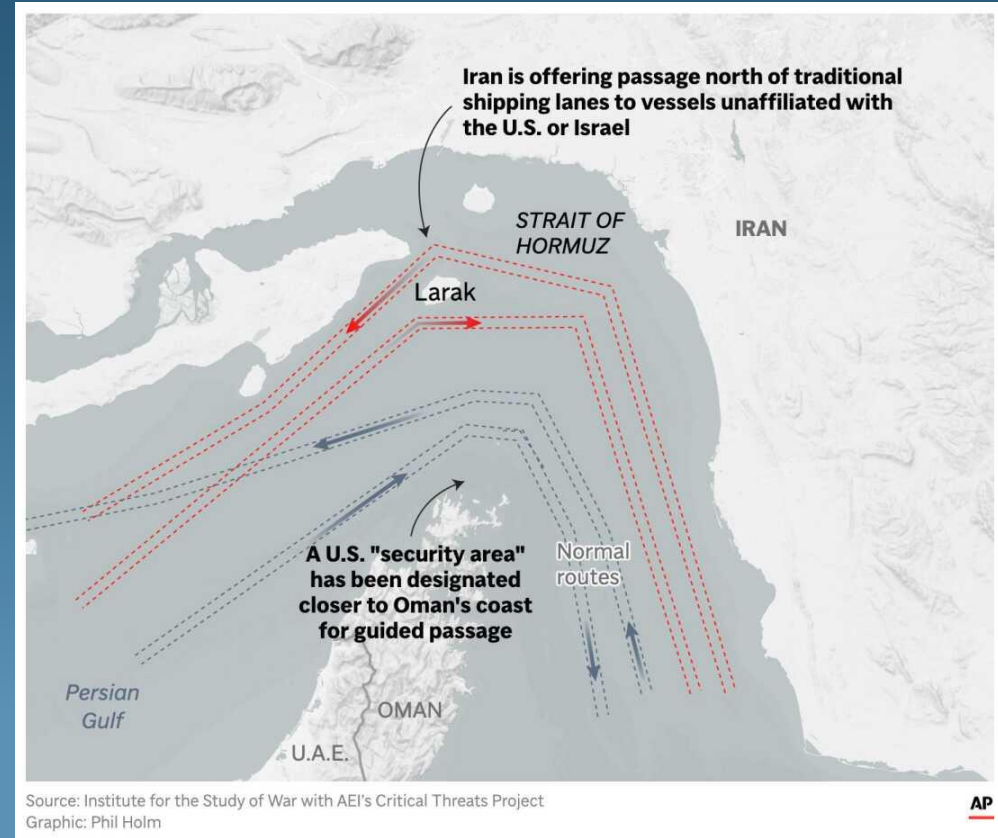 Iran is offering passage north of traditional
shipping lanes to vessels unaffiliated with
the U.S. or Israel
STRAIT OF
HORMUZ
IRAN
Larak
A U.S. "security area"
has been designated
closer to Oman's coast
for guided passage
Normal
routes
Persian
Gulf
OMAN
U.A.E.
Source: Institute for the Study of War with AEI's Critical Threats Project
Graphic: Phil Holm
AP